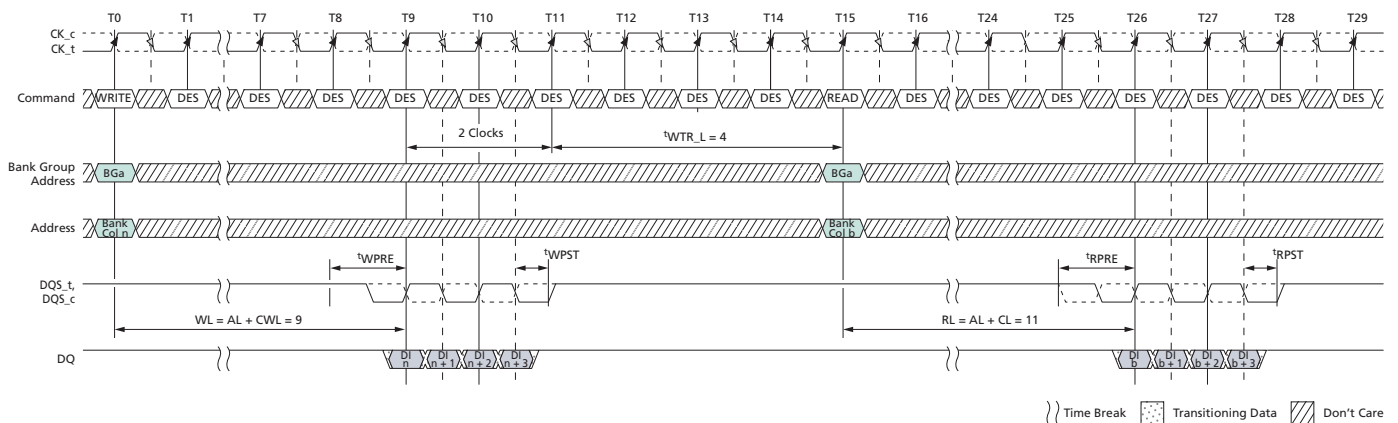 T0 T1 T7 T8 T9 T10 T11 T12 T13 T14 T15 T16 T24 T25 T26 T27 T28 T29
CK_c
CK_t
Command WRITE DES DES DES DES DES DES DES DES DES READ DES DES DES DES DES DES DES
2 Clocks tWTR_L = 4
Bank Group
Address BGa BGa
Address Bank
Col n Bank
Col b
tWPRE tWPST tRPRE tRPST
DQS_t,
DQS_c
WL = AL + CWL = 9 RL = AL + CL = 11
DQ DI
n DI
n + 1 DI
n + 2 DI
n + 3 DI
b DI
b + 1 DI
b + 2 DI
b + 3
Time Break Transitioning Data Don't Care